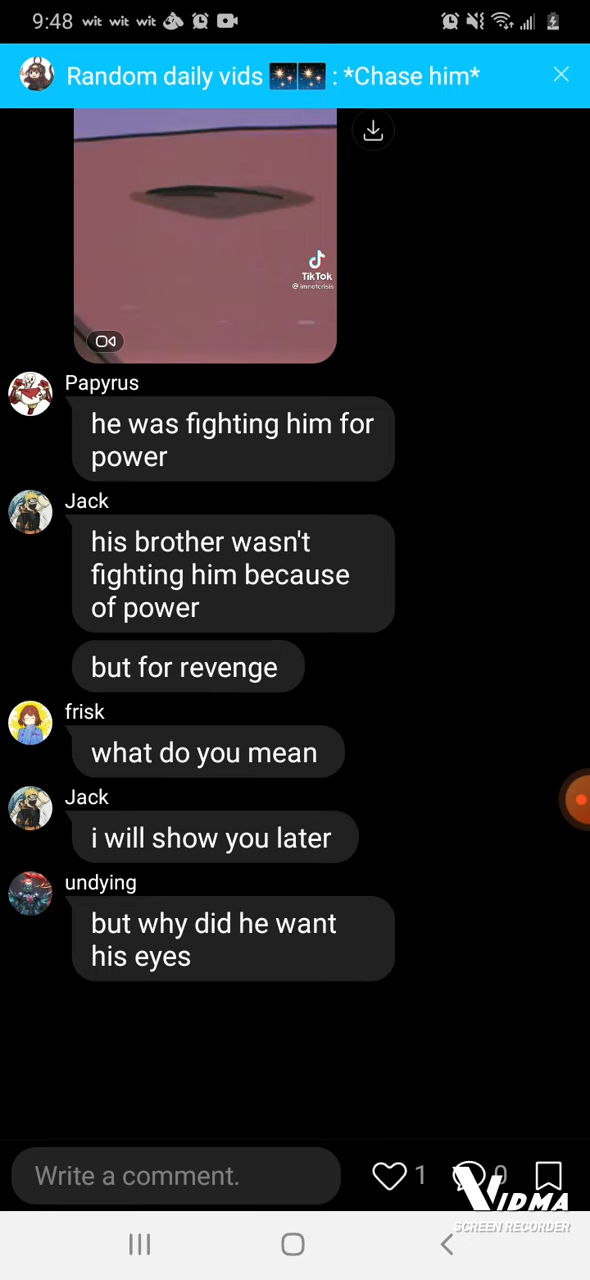 9:48 wit wit wit
Random daily vids 🎇🎇 : *Chase him*
TikTok
@imnotcrisis
Papyrus
he was fighting him for
power
Jack
his brother wasn't
fighting him because
of power
but for revenge
frisk
what do you mean
Jack
i will show you later
undying
but why did he want
his eyes
Write a comment.
1
0
VIDMA
SCREEN RECORDER